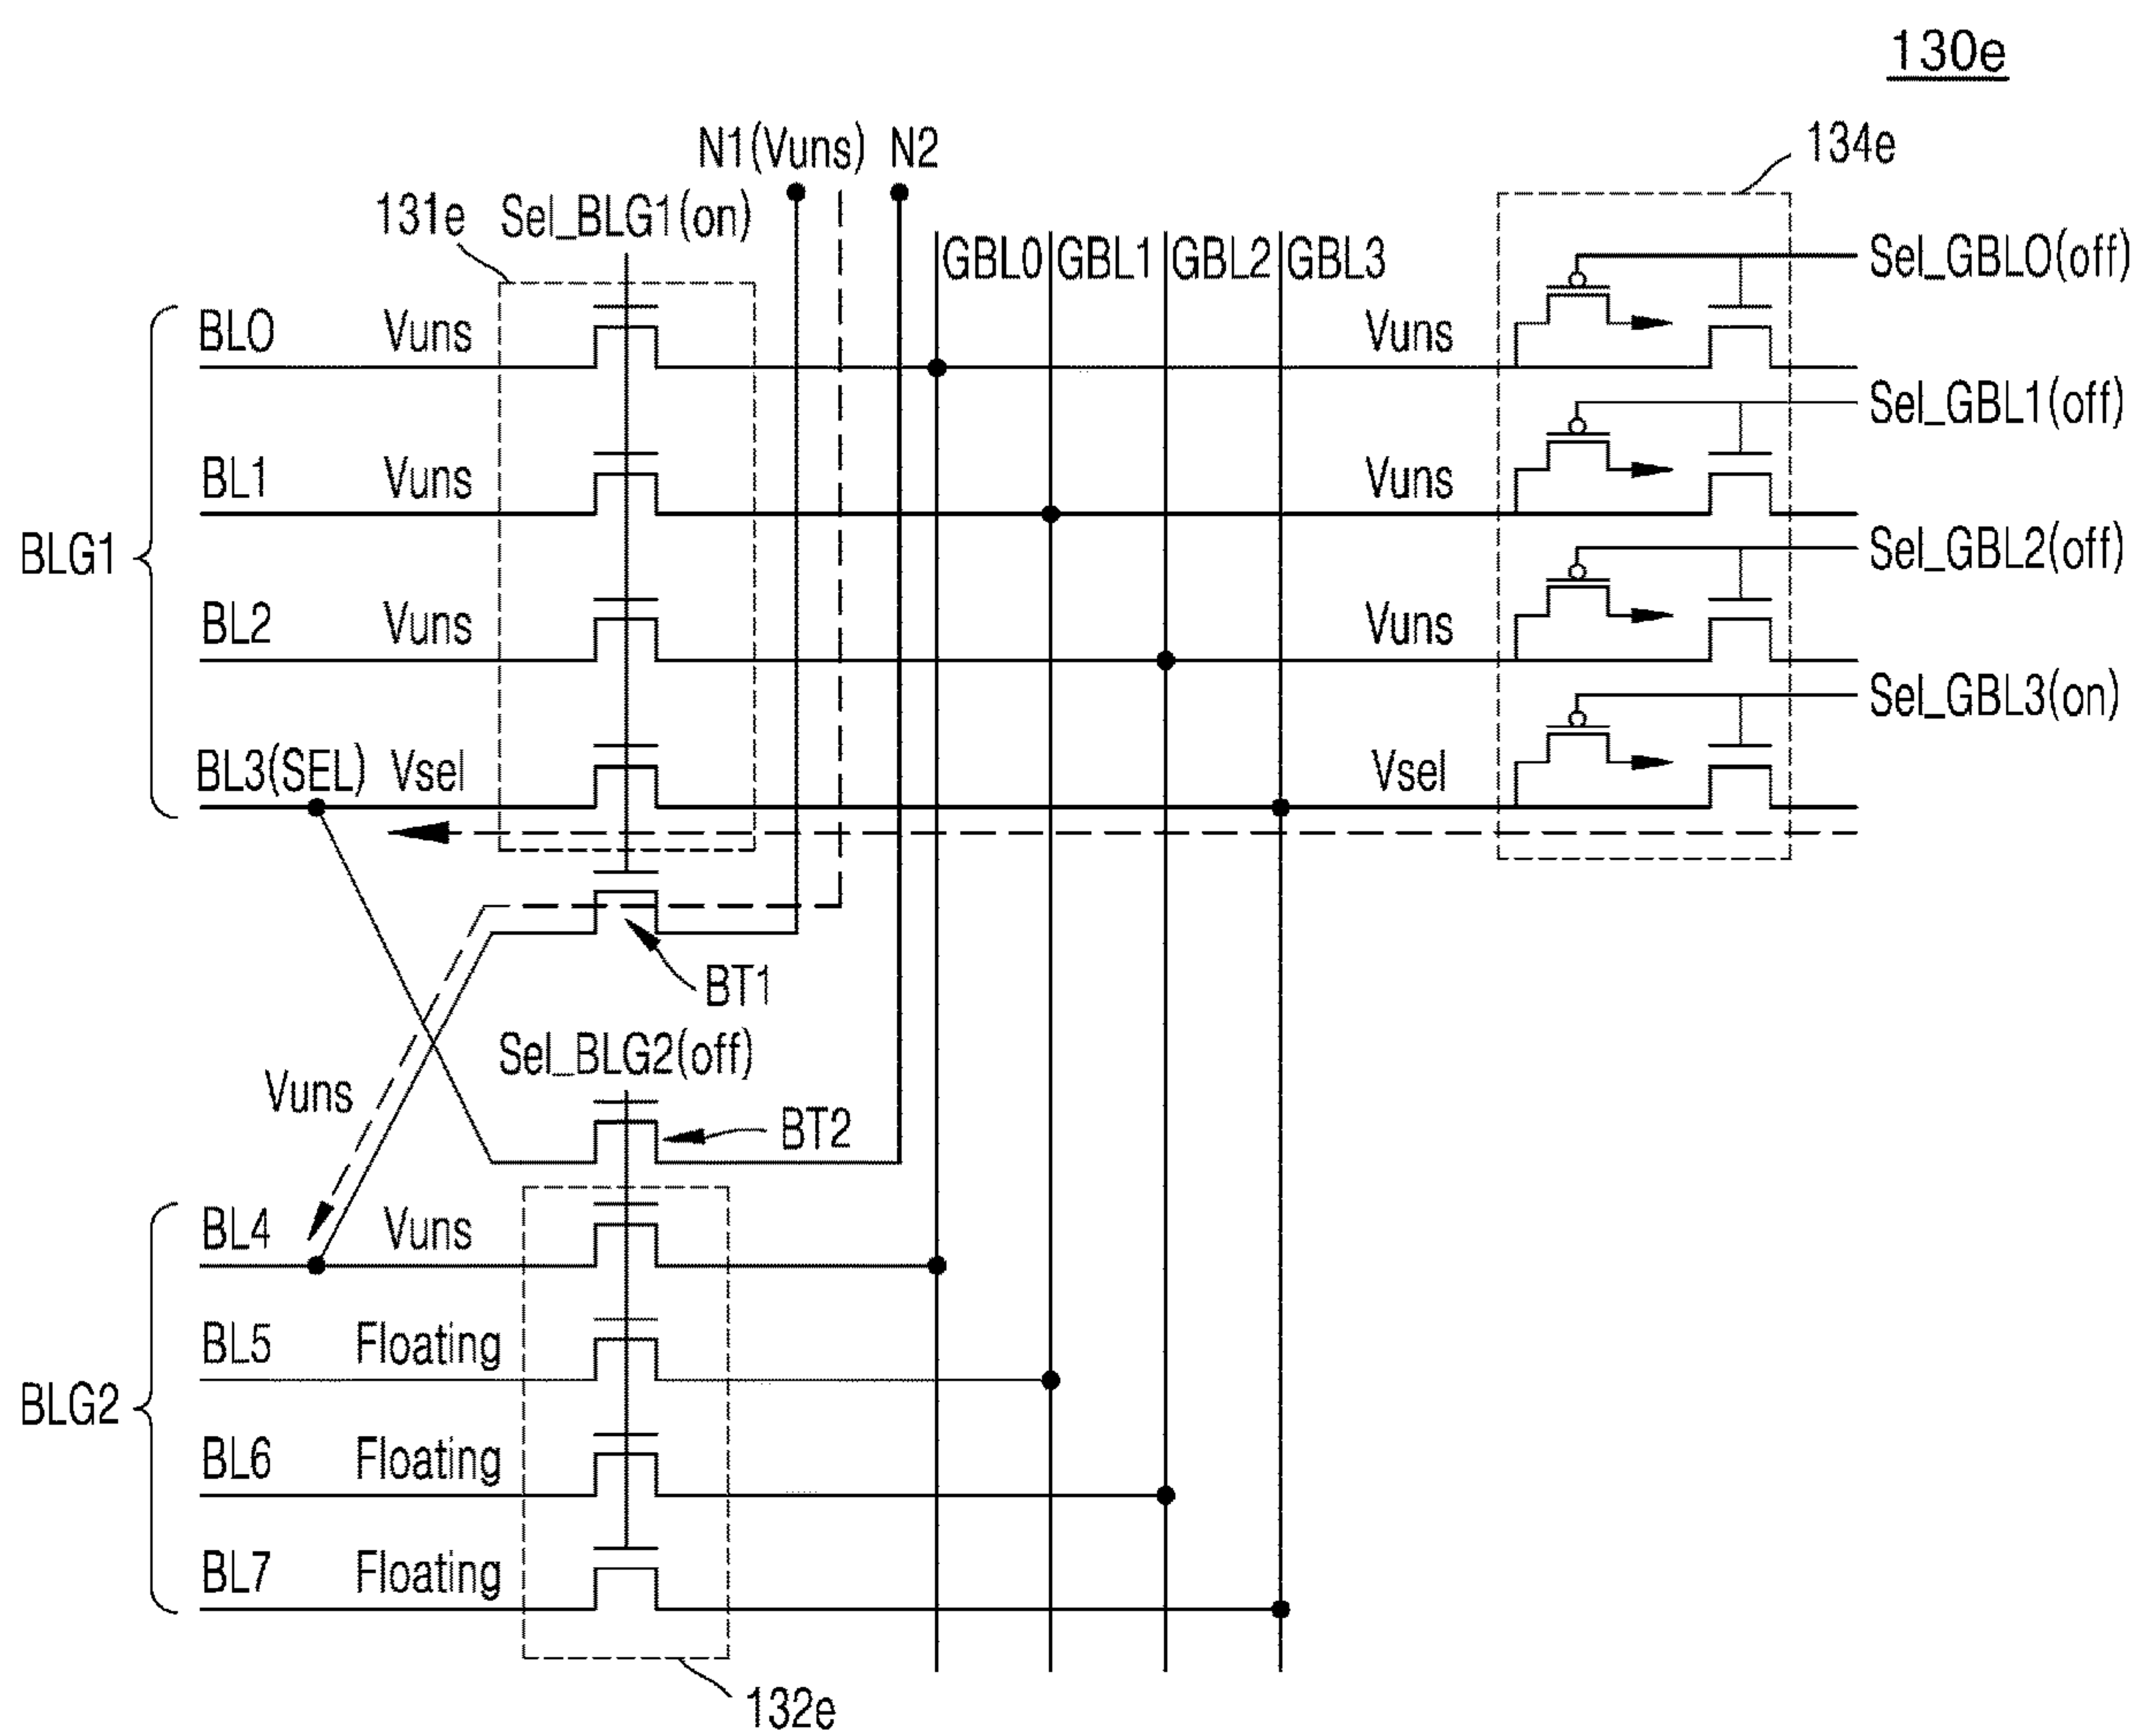 130e
N1(Vuns) N2
134e
131e
Sel_BLG1(on)
GBL0 GBL1 GBL2 GBL3
Sel_GBL0(off)
BL0 Vuns Vuns
Sel_GBL1(off)
BL1 Vuns Vuns
BLG1
Sel_GBL2(off)
BL2 Vuns Vuns
Sel_GBL3(on)
BL3(SEL) Vsel Vsel
BT1
Sel_BLG2(off)
Vuns
BT2
BL4 Vuns
BL5 Floating
BLG2
BL6 Floating
BL7 Floating
132e